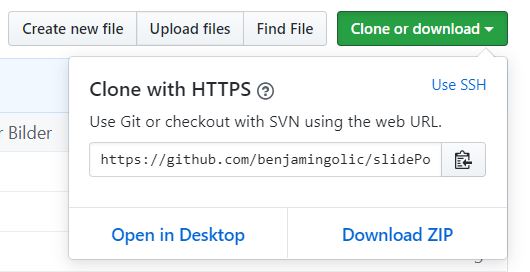 Create new file Upload files Find File Clone or download
Clone with HTTPS Use SSH
r Bilder
Use Git or checkout with SVN using the web URL.
https://github.com/benjamingolic/slidePo
Open in Desktop Download ZIP